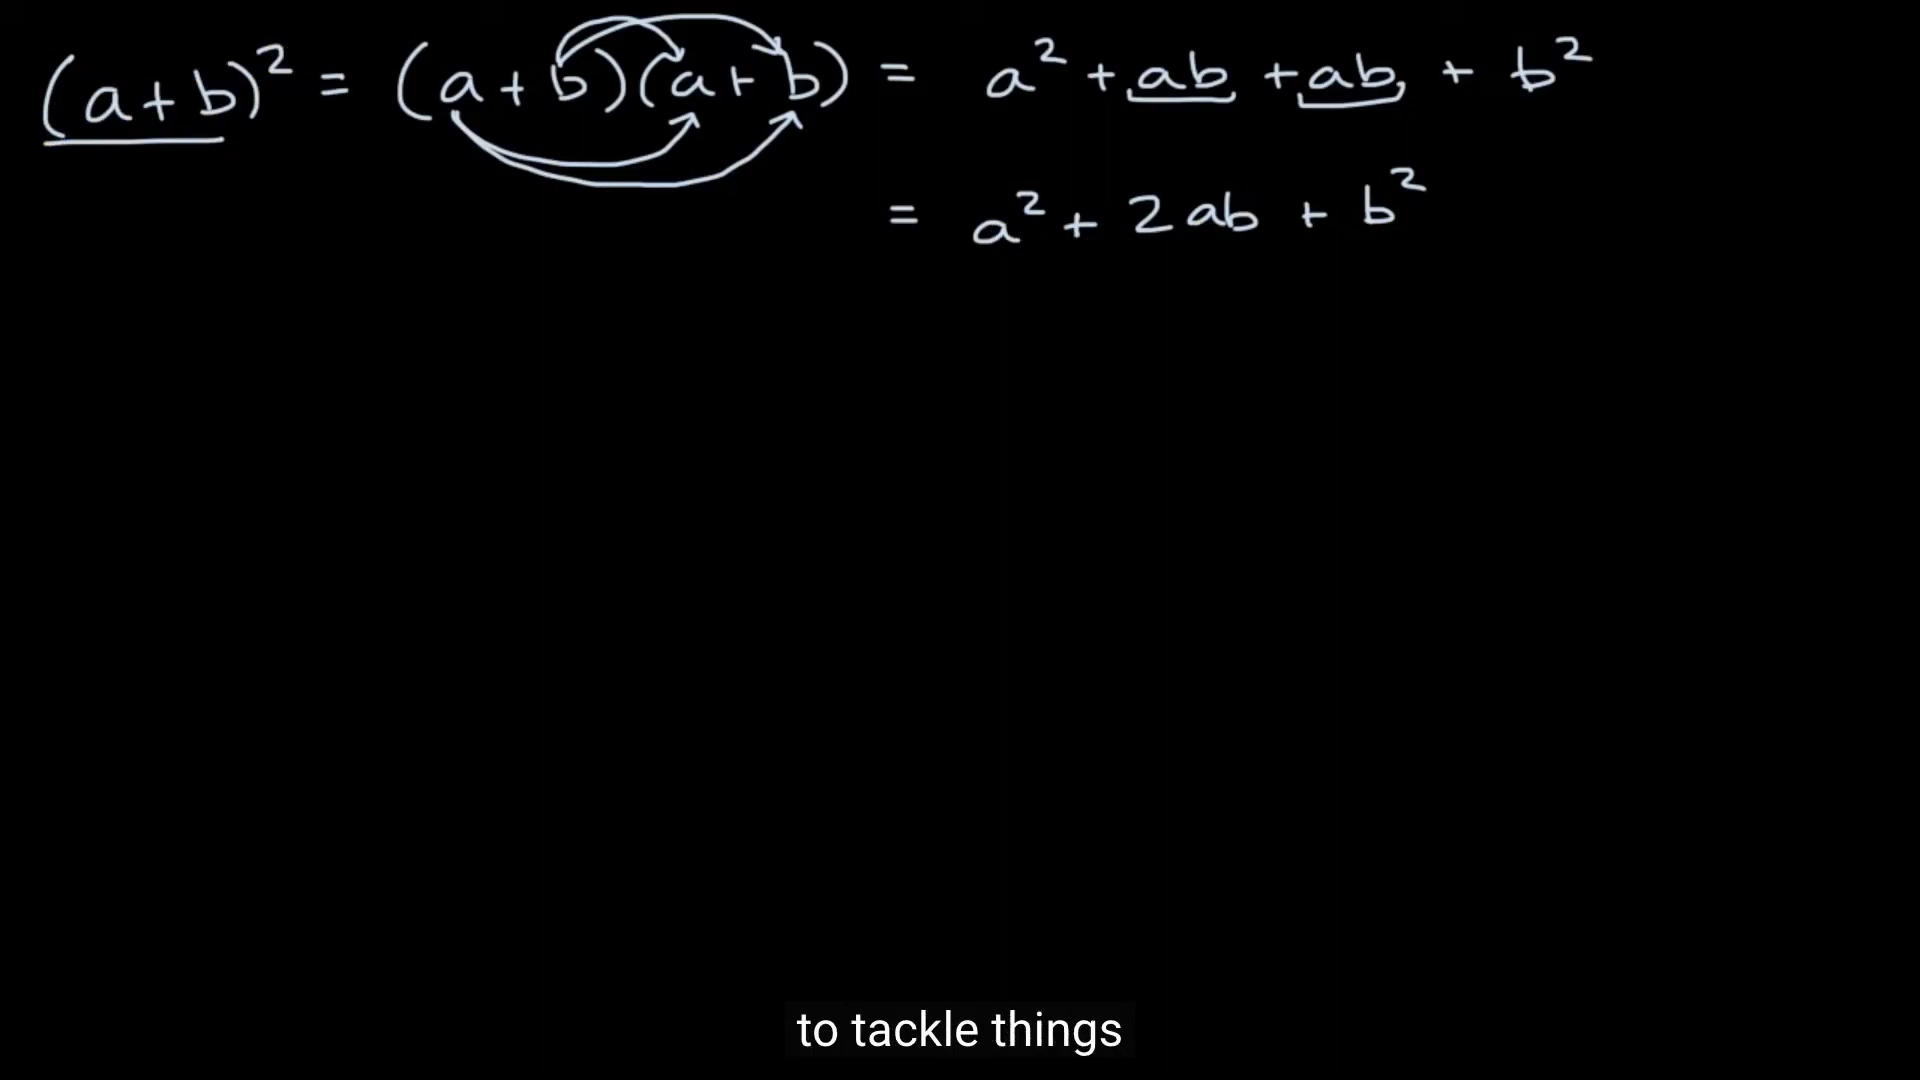 (a+b)² = (a+b)(a+b) = a² + ab + ab + b²
= a² + 2ab + b²
to tackle things